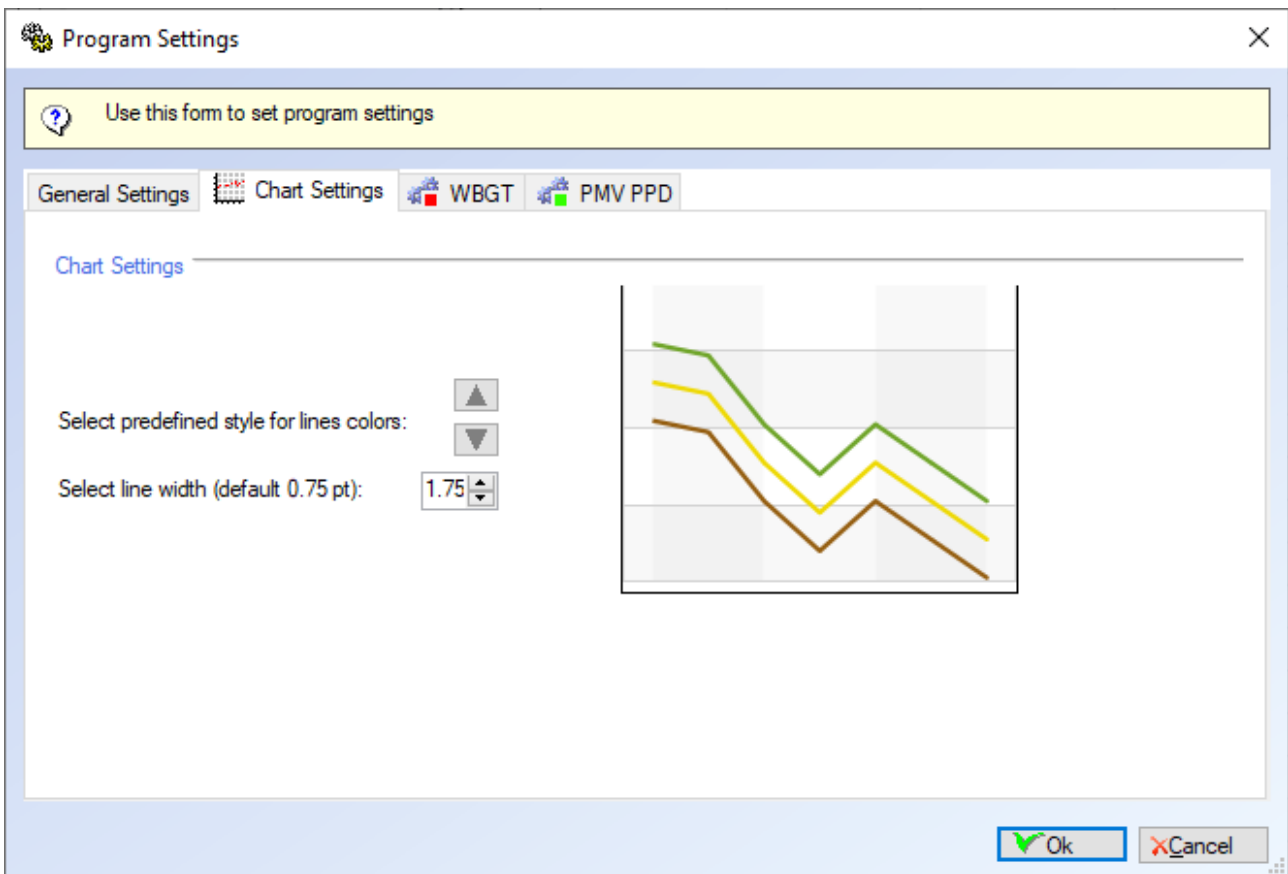 Program Settings
Use this form to set program settings
General Settings
Chart Settings
WBGT
PMV PPD
Chart Settings
Select predefined style for lines colors:
Select line width (default 0.75 pt):
1.75
Ok
Cancel